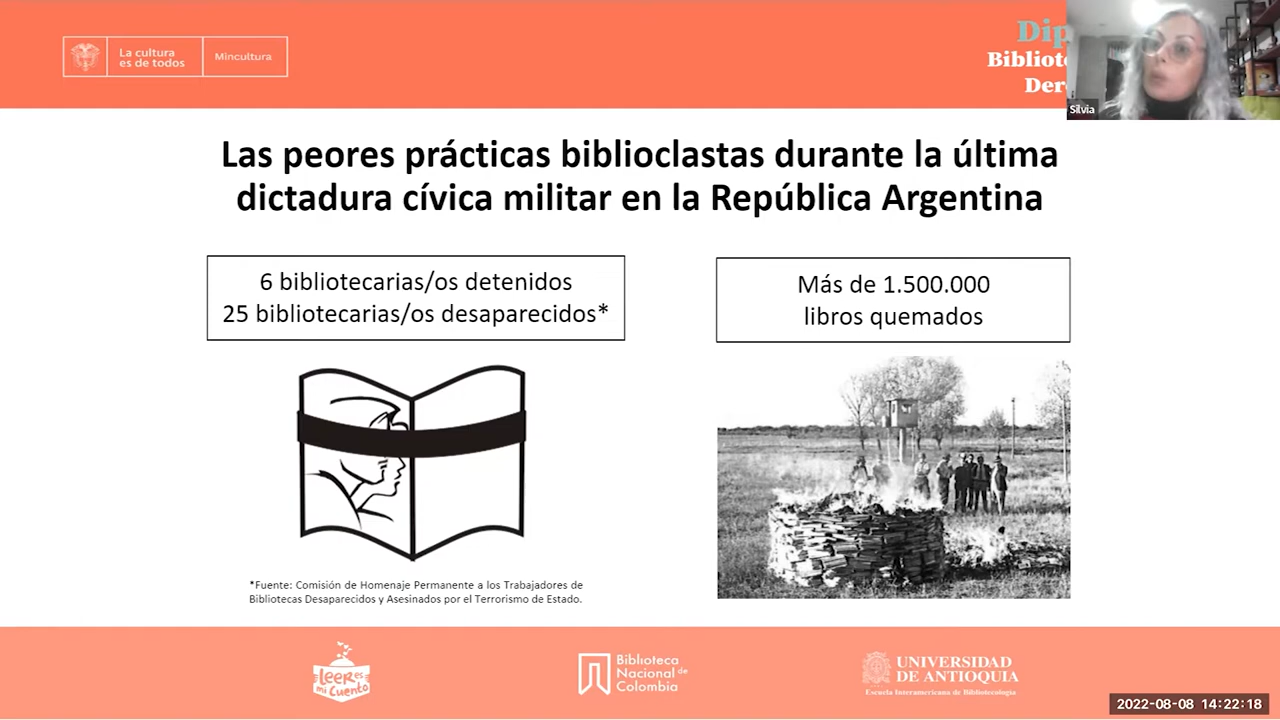 La cultura
es de todos
Mincultura
Dip
Bibliot
Der
Silvia
Las peores prácticas biblioclastas durante la última
dictadura cívica militar en la República Argentina
6 bibliotecarias/os detenidos
25 bibliotecarias/os desaparecidos*
Más de 1.500.000
libros quemados
*Fuente: Comisión de Homenaje Permanente a los Trabajadores de
Bibliotecas Desaparecidos y Asesinados por el Terrorismo de Estado.
Leer es
mi cuento
Biblioteca
Nacional de
Colombia
UNIVERSIDAD
DE ANTIOQUIA
Escuela Interamericana de Bibliotecología
2022-08-08 14:22:18